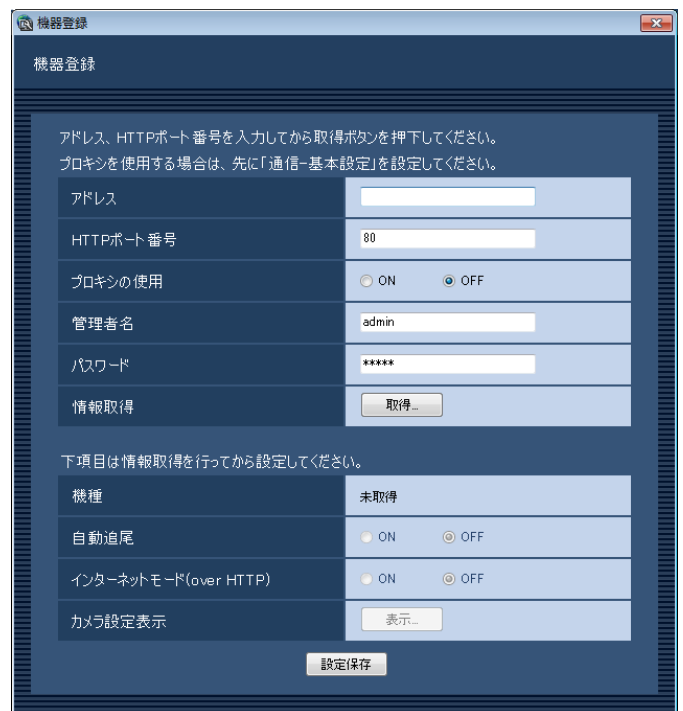 機器登録
機器登録
アドレス、HTTPポート番号を入力してから取得ボタンを押下してください。
プロキシを使用する場合は、先に「通信-基本設定」を設定してください。
アドレス
HTTPポート番号 80
プロキシの使用 ON OFF
管理者名 admin
パスワード *****
情報取得 取得...
下項目は情報取得を行ってから設定してください。
機種 未取得
自動追尾 ON OFF
インターネットモード(over HTTP) ON OFF
カメラ設定表示 表示...
設定保存